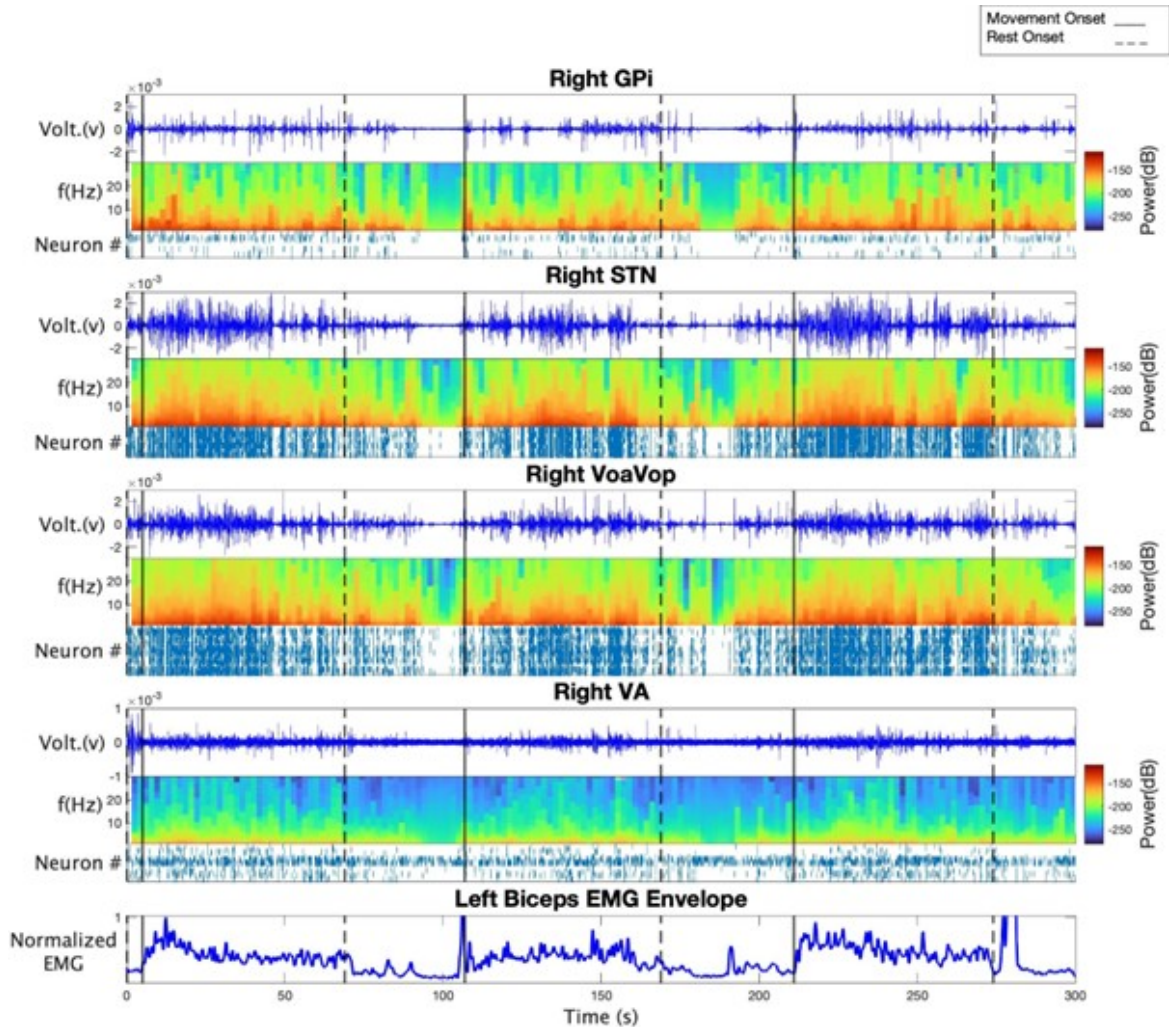 Movement Onset
Rest Onset
Right GPi
×10⁻³
Volt.(v)
2
0
-2
f(Hz)
20
10
Neuron #
-150
-200
-250
Power(dB)
Right STN
×10⁻³
Volt.(v)
2
0
-2
f(Hz)
20
10
Neuron #
-150
-200
-250
Power(dB)
Right VoaVop
×10⁻³
Volt.(v)
2
0
-2
f(Hz)
20
10
Neuron #
-150
-200
-250
Power(dB)
Right VA
×10⁻³
Volt.(v)
1
0
-1
f(Hz)
20
10
Neuron #
-150
-200
-250
Power(dB)
Left Biceps EMG Envelope
Normalized
EMG
1
0
0 50 100 150 200 250 300
Time (s)